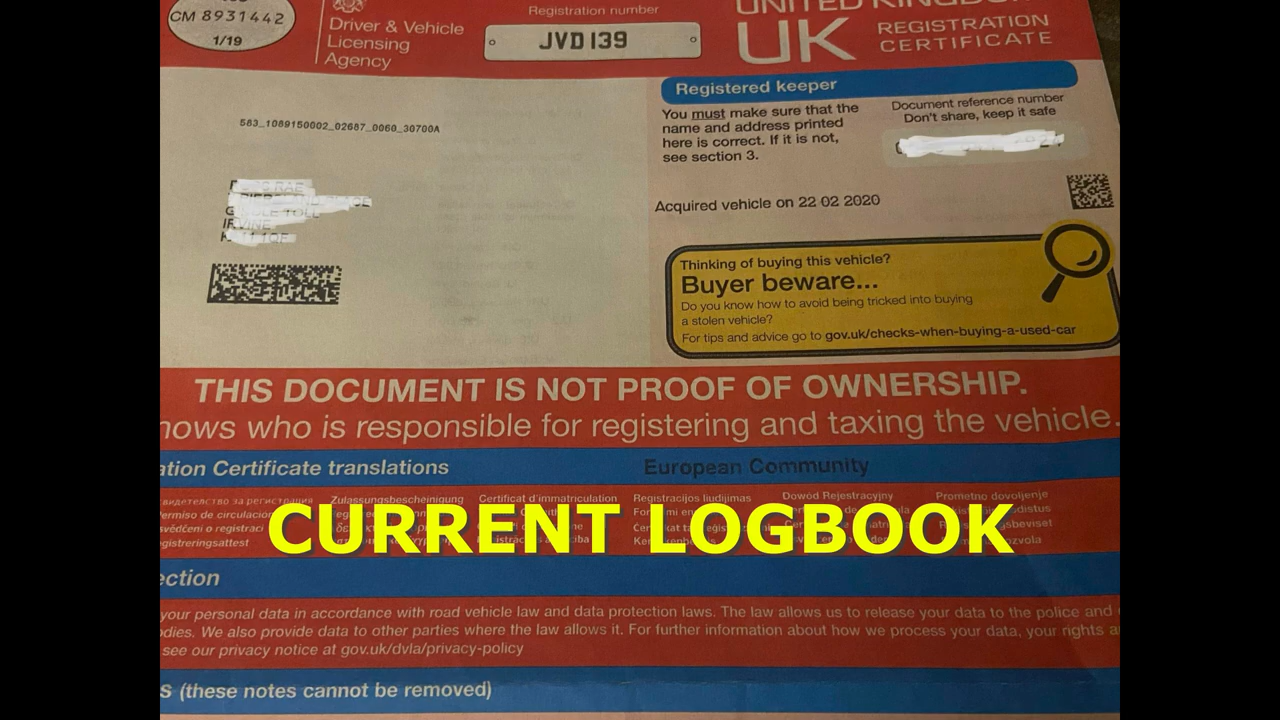 CM 8931442
1/19
Driver & Vehicle
Licensing
Agency
Registration number
JVD 139
UNITED KINGDOM
UK REGISTRATION
CERTIFICATE
Registered keeper
You must make sure that the
name and address printed
here is correct. If it is not,
see section 3.
Document reference number
Don't share, keep it safe
583_1089150002_02687_0060_30700A
Acquired vehicle on 22 02 2020
Thinking of buying this vehicle?
Buyer beware...
Do you know how to avoid being tricked into buying
a stolen vehicle?
For tips and advice go to gov.uk/checks-when-buying-a-used-car
THIS DOCUMENT IS NOT PROOF OF OWNERSHIP.
who is responsible for registering and taxing the vehicle.
Certificate translations
European Community
Zulassungsbescheinigung Certificat d'immatriculation Registracijos liudijimas Dowód Rejestracyjny Prometno dovoljenje
CURRENT LOGBOOK
your personal data in accordance with road vehicle law and data protection laws. The law allows us to release your data to the police and
We also provide data to other parties where the law allows it. For further information about how we process your data, your rights
see our privacy notice at gov.uk/dvla/privacy-policy
(these notes cannot be removed)